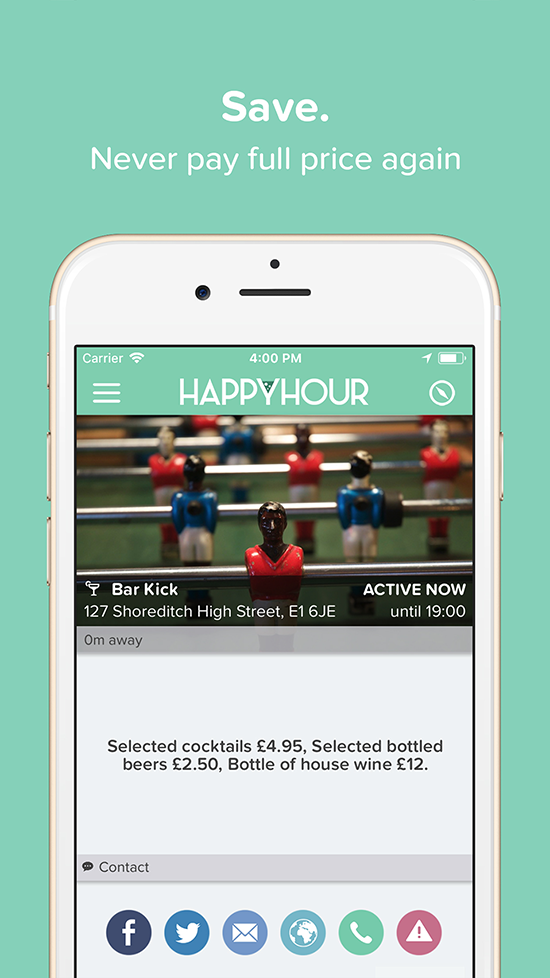 Save.
Never pay full price again
Carrier 4:00 PM
HAPPYHOUR
Bar Kick ACTIVE NOW
127 Shoreditch High Street, E1 6JE until 19:00
0m away
Selected cocktails £4.95, Selected bottled
beers £2.50, Bottle of house wine £12.
Contact